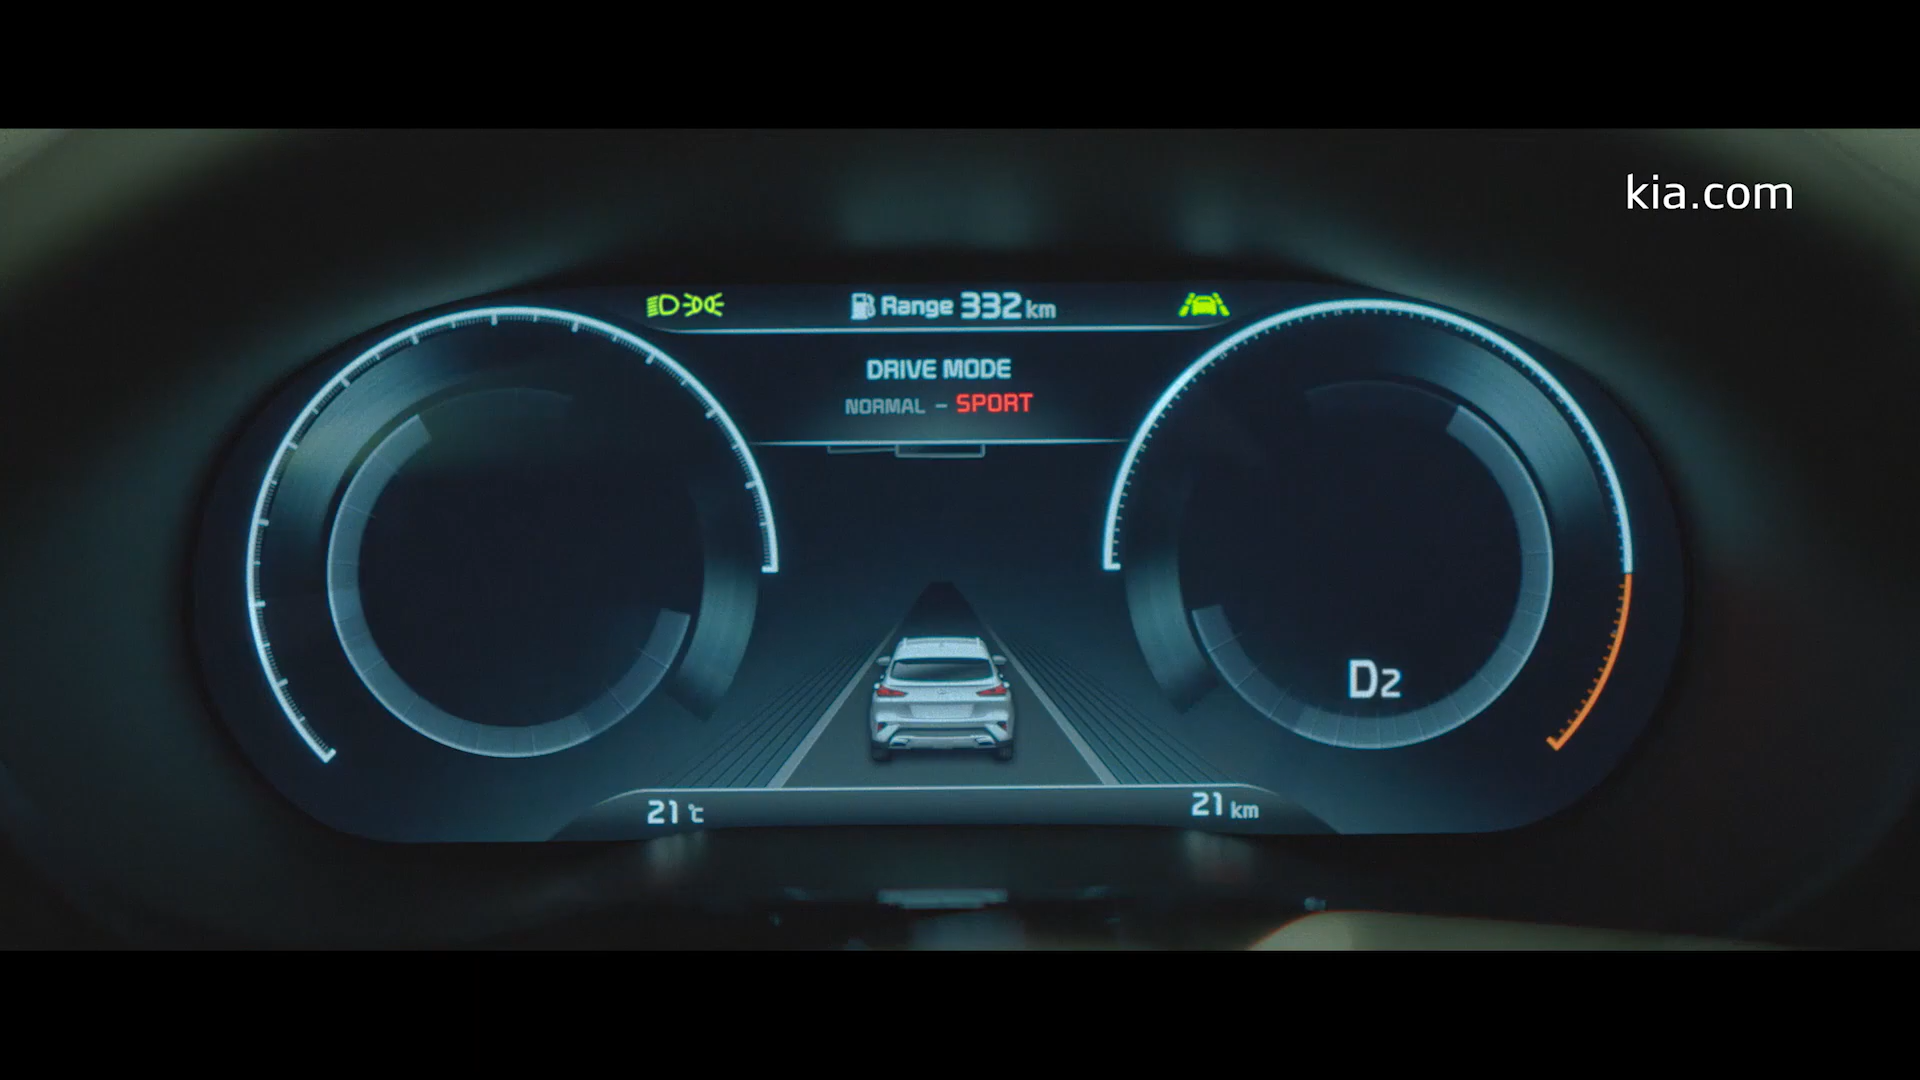 kia.com
Range 332 km
DRIVE MODE
NORMAL – SPORT
D2
21 °C
21 km